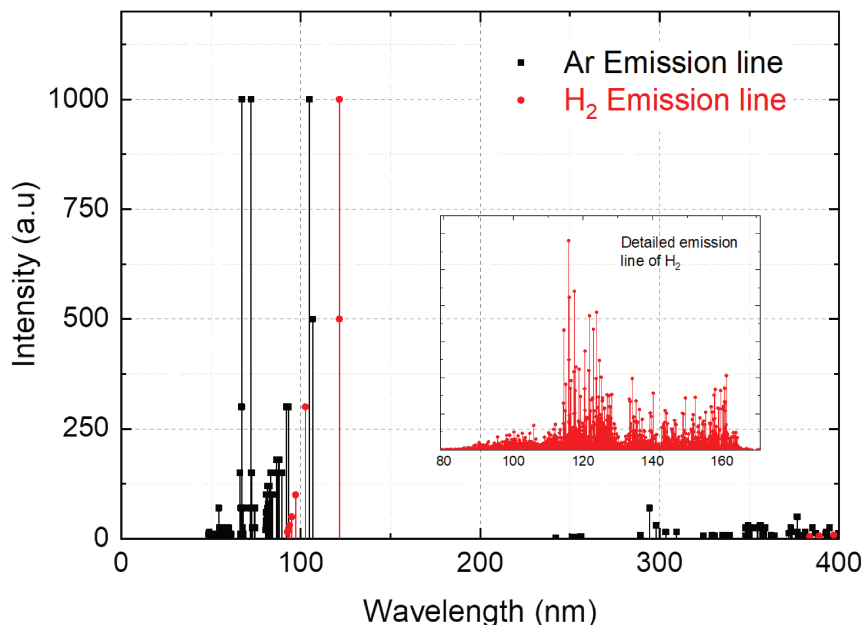 Ar Emission line
H₂ Emission line
1000
750
500
250
0
Intensity (a.u)
Detailed emission
line of H₂
80 100 120 140 160
0 100 200 300 400
Wavelength (nm)